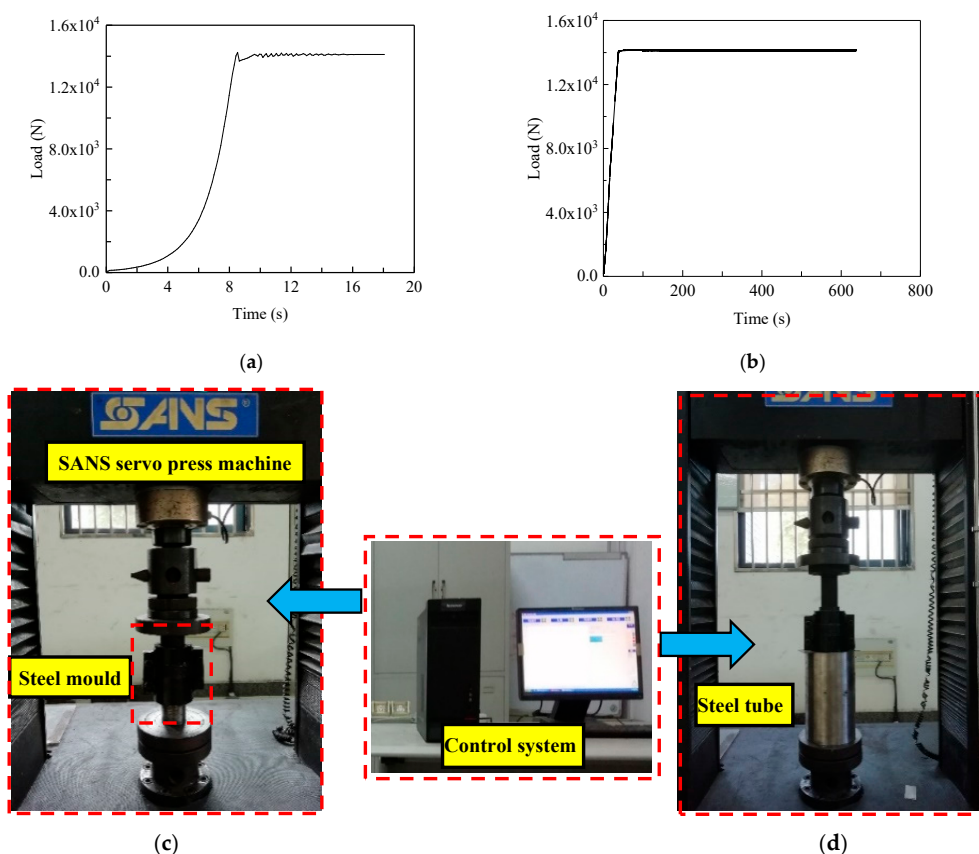 1.6x10⁴
1.2x10⁴
8.0x10³
4.0x10³
0.0
0
4
8
12
16
20
Load (N)
Time (s)
(a)
1.6x10⁴
1.2x10⁴
8.0x10³
4.0x10³
0.0
0
200
400
600
800
Load (N)
Time (s)
(b)
SANS®
SANS servo press machine
Steel mould
Control system
SANS
Steel tube
(c)
(d)